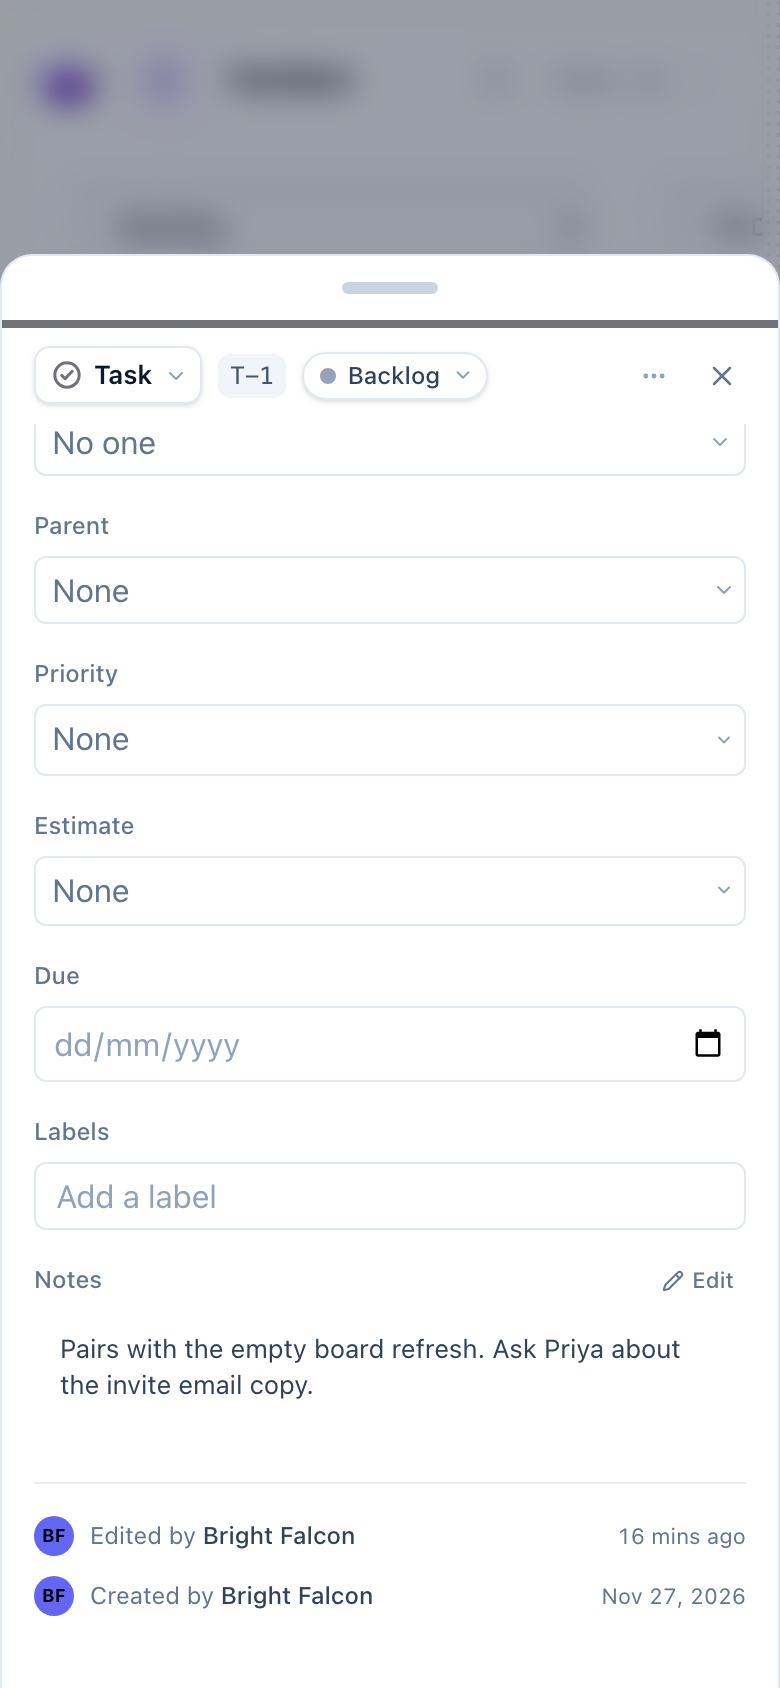 Task
T–1
Backlog
No one
Parent
None
Priority
None
Estimate
None
Due
dd/mm/yyyy
Labels
Add a label
Notes
Edit
Pairs with the empty board refresh. Ask Priya about
the invite email copy.
BF Edited by Bright Falcon 16 mins ago
BF Created by Bright Falcon Nov 27, 2026